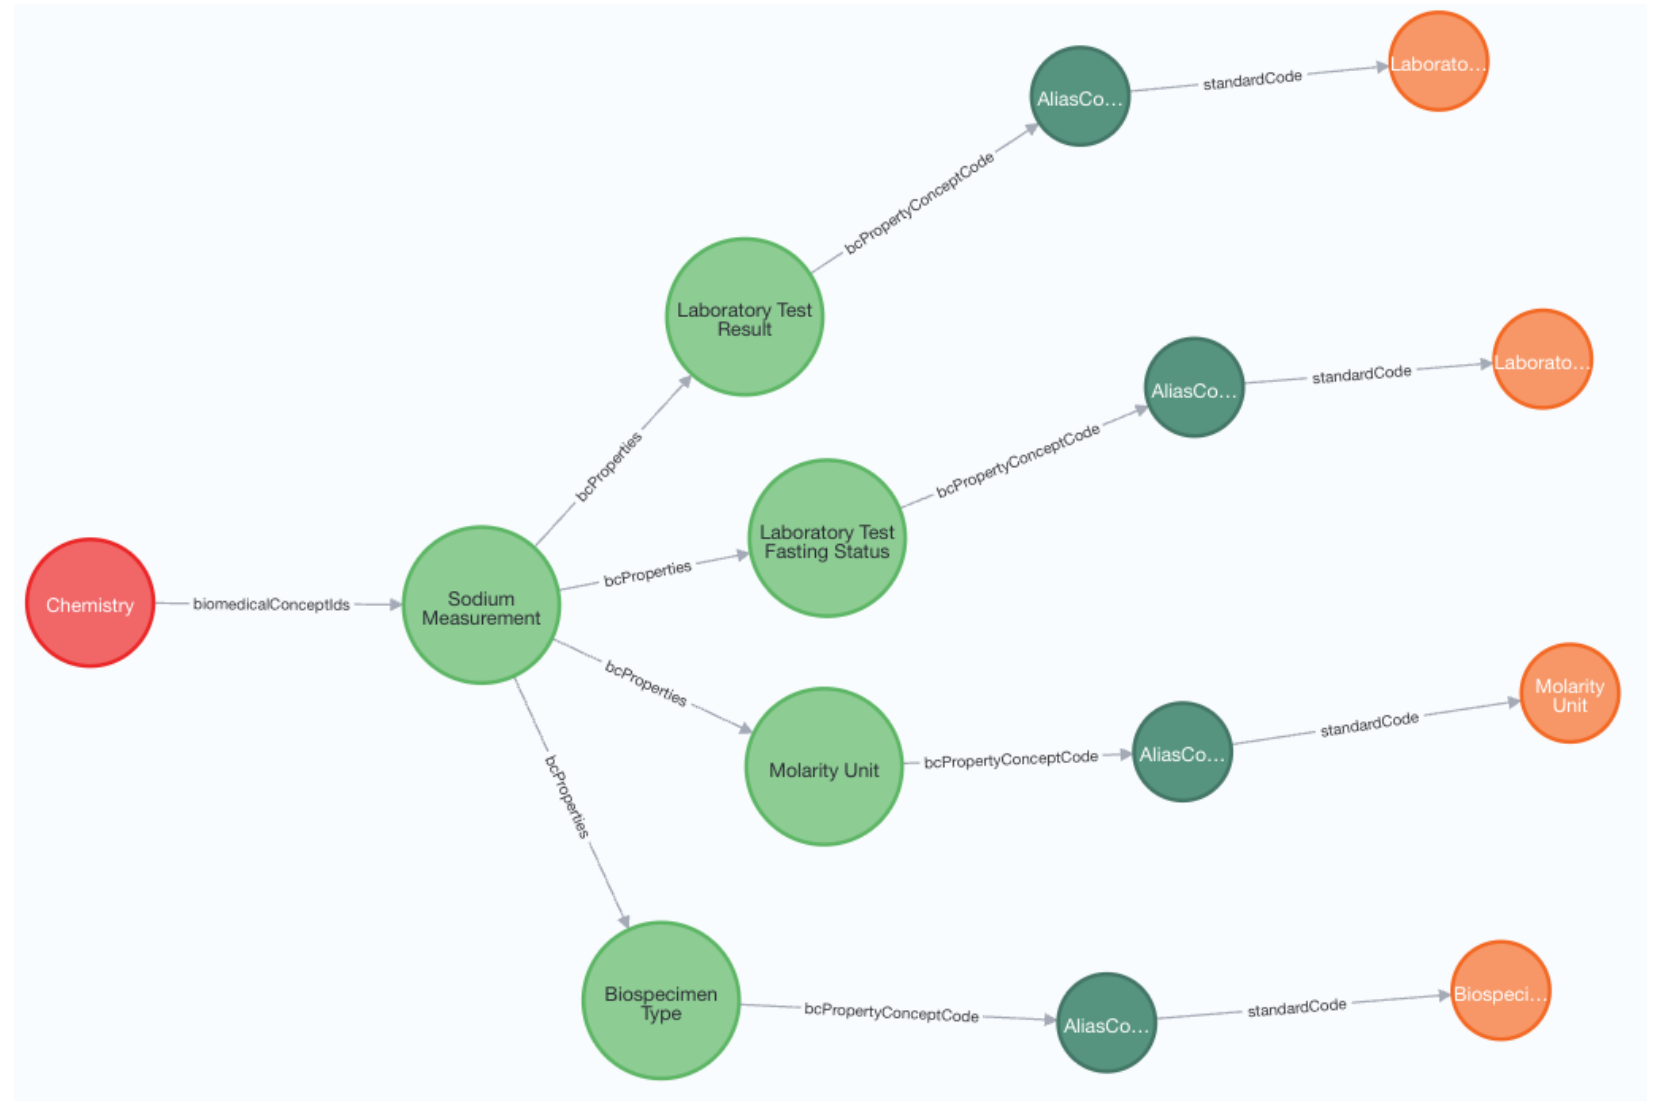 Laborato...
standardCode
AliasCo...
bcPropertyConceptCode
Laboratory Test
Result
bcProperties
Laborato...
standardCode
AliasCo...
bcPropertyConceptCode
Laboratory Test
Fasting Status
bcProperties
Chemistry
biomedicalConceptIds
Sodium
Measurement
bcProperties
Molarity Unit
bcPropertyConceptCode
AliasCo...
standardCode
Molarity
Unit
bcProperties
Biospecimen
Type
bcPropertyConceptCode
AliasCo...
standardCode
Biospeci...